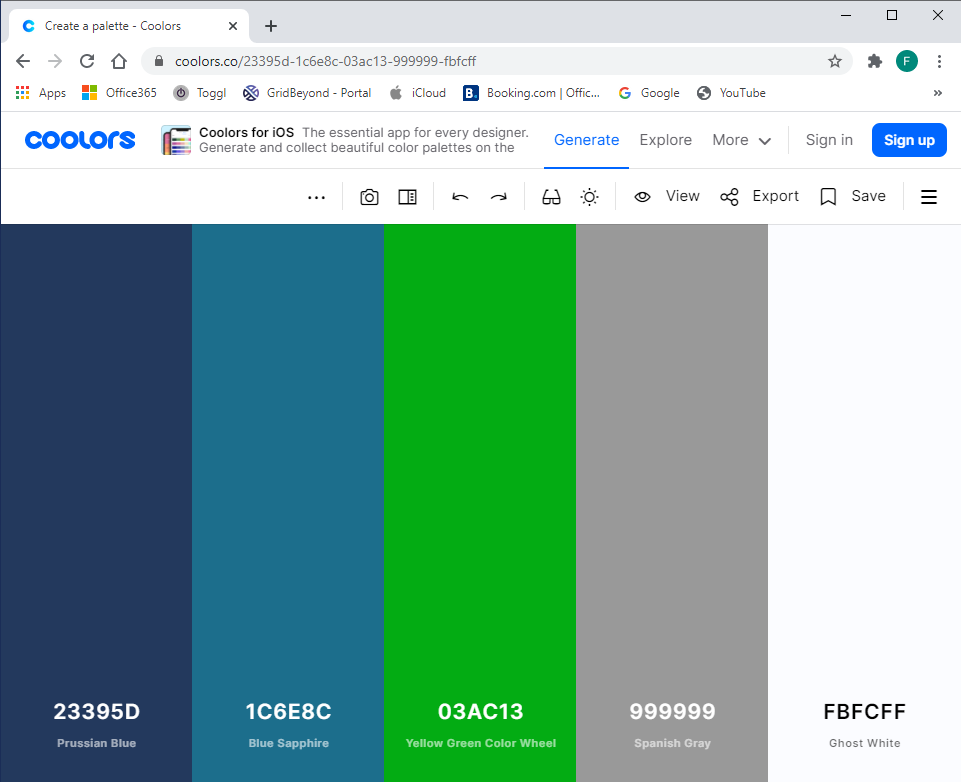 Create a palette - Coolors
coolors.co/23395d-1c6e8c-03ac13-999999-fbfcff
F
Apps Office365 Toggl GridBeyond - Portal iCloud B. Booking.com | Offic... Google YouTube »
coolors
Coolors for iOS The essential app for every designer.
Generate and collect beautiful color palettes on the
Generate Explore More Sign in Sign up
View Export Save
23395D 1C6E8C 03AC13 999999 FBFCFF
Prussian Blue Blue Sapphire Yellow Green Color Wheel Spanish Gray Ghost White